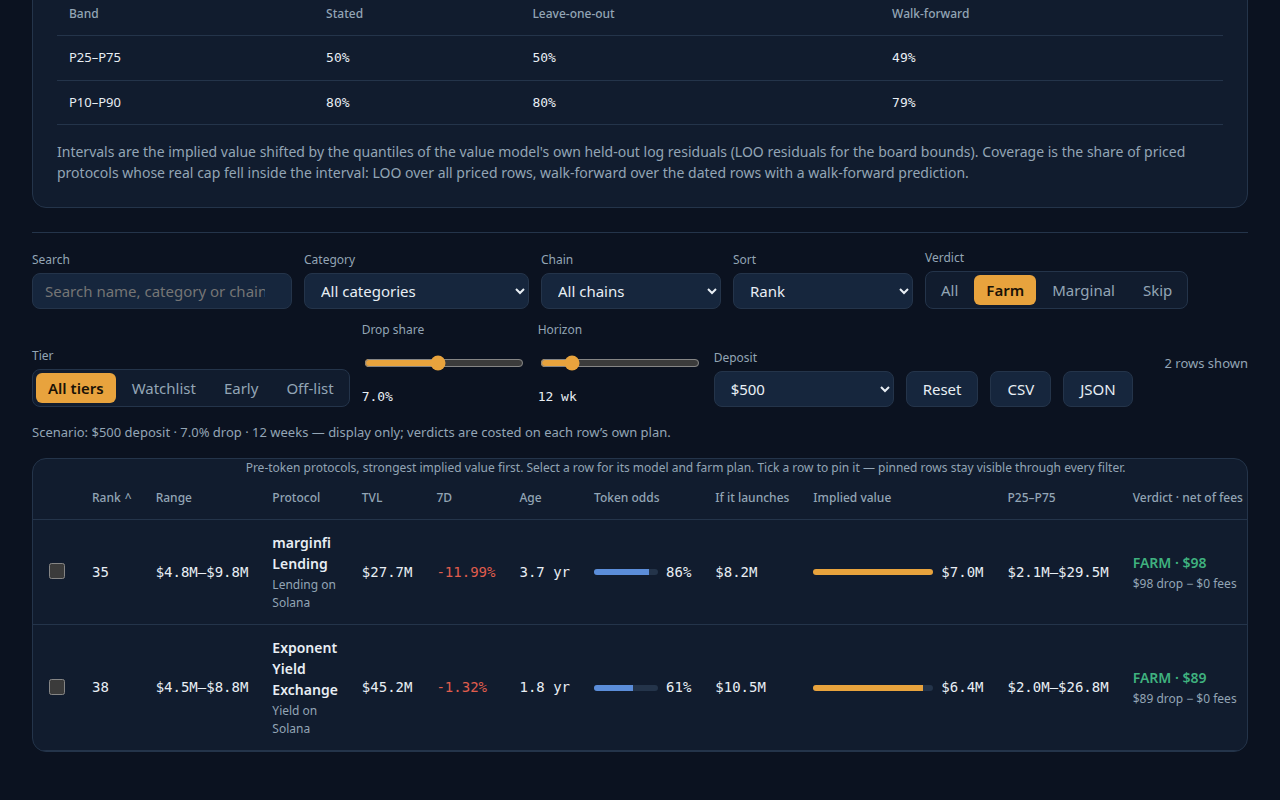 Band Stated Leave-one-out Walk-forward
P25–P75 50% 50% 49%
P10–P90 80% 80% 79%
Intervals are the implied value shifted by the quantiles of the value model's own held-out log residuals (LOO residuals for the board bounds). Coverage is the share of priced
protocols whose real cap fell inside the interval: LOO over all priced rows, walk-forward over the dated rows with a walk-forward prediction.
Search Category Chain Sort Verdict
Search name, category or chain All categories All chains Rank All Farm Marginal Skip
Tier Drop share Horizon Deposit
All tiers Watchlist Early Off-list 7.0% 12 wk $500 Reset CSV JSON 2 rows shown
Scenario: $500 deposit · 7.0% drop · 12 weeks — display only; verdicts are costed on each row's own plan.
Pre-token protocols, strongest implied value first. Select a row for its model and farm plan. Tick a row to pin it — pinned rows stay visible through every filter.
Rank ^ Range Protocol TVL 7D Age Token odds If it launches Implied value P25–P75 Verdict · net of fees
35 $4.8M–$9.8M marginfi Lending $27.7M -11.99% 3.7 yr 86% $8.2M $7.0M $2.1M–$29.5M FARM · $98
Lending on Solana $98 drop − $0 fees
38 $4.5M–$8.8M Exponent Yield Exchange $45.2M -1.32% 1.8 yr 61% $10.5M $6.4M $2.0M–$26.8M FARM · $89
Yield on Solana $89 drop − $0 fees